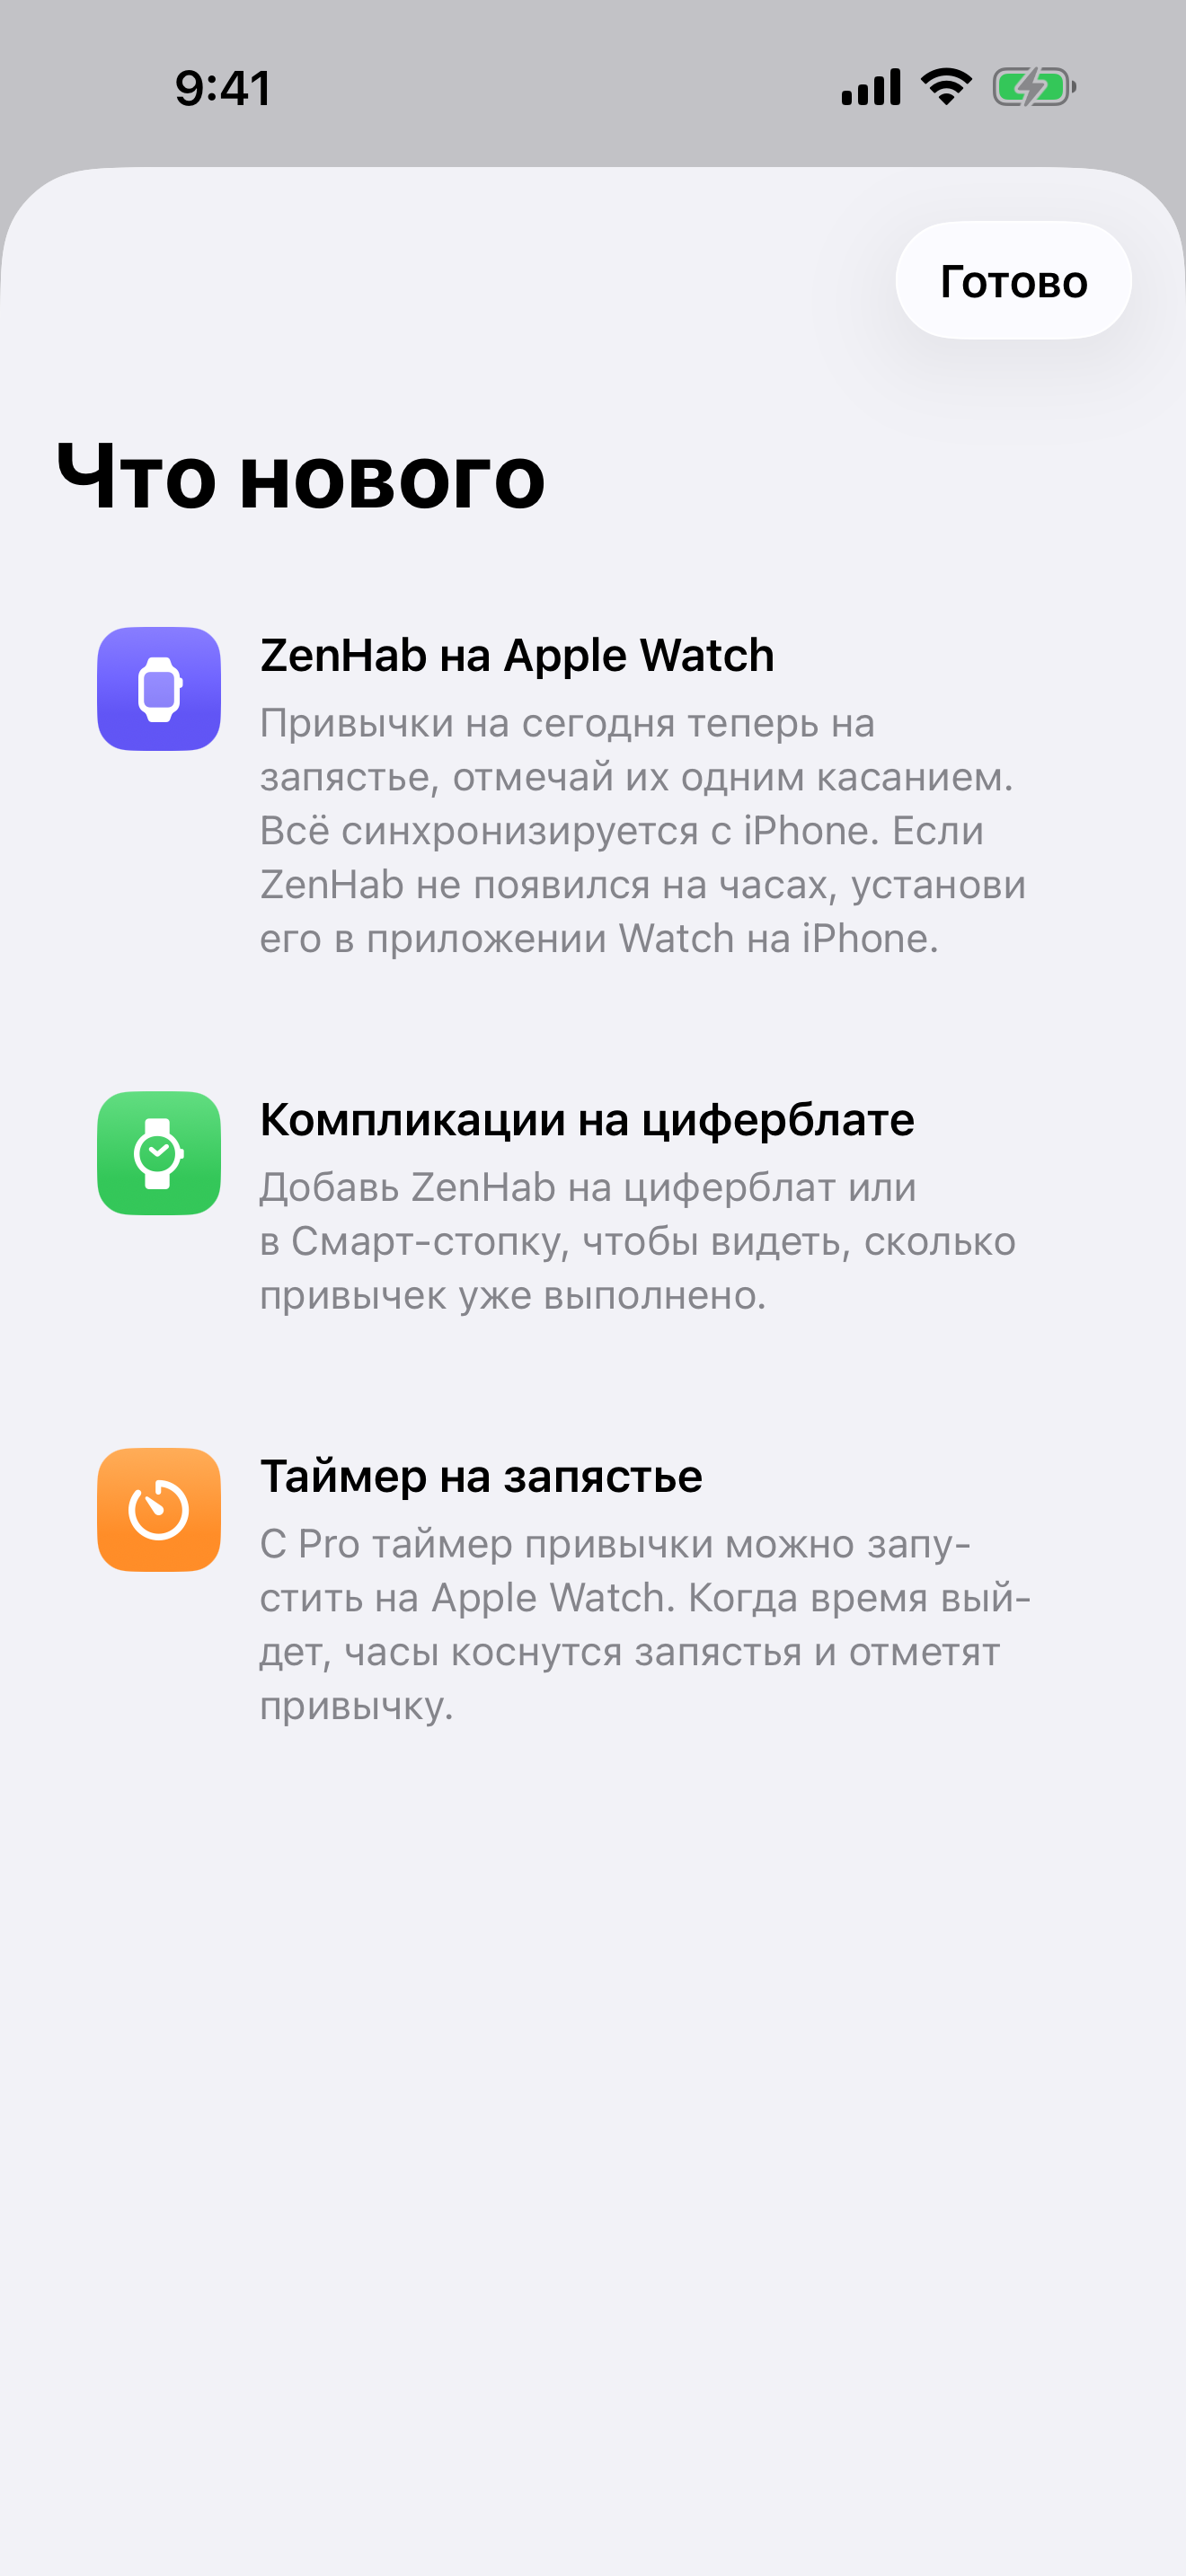 9:41
Готово
Что нового
ZenHab на Apple Watch
Привычки на сегодня теперь на
запястье, отмечай их одним касанием.
Всё синхронизируется с iPhone. Если
ZenHab не появился на часах, установи
его в приложении Watch на iPhone.
Компликации на циферблате
Добавь ZenHab на циферблат или
в Смарт-стопку, чтобы видеть, сколько
привычек уже выполнено.
Таймер на запястье
С Pro таймер привычки можно запу-
стить на Apple Watch. Когда время вый-
дет, часы коснутся запястья и отметят
привычку.